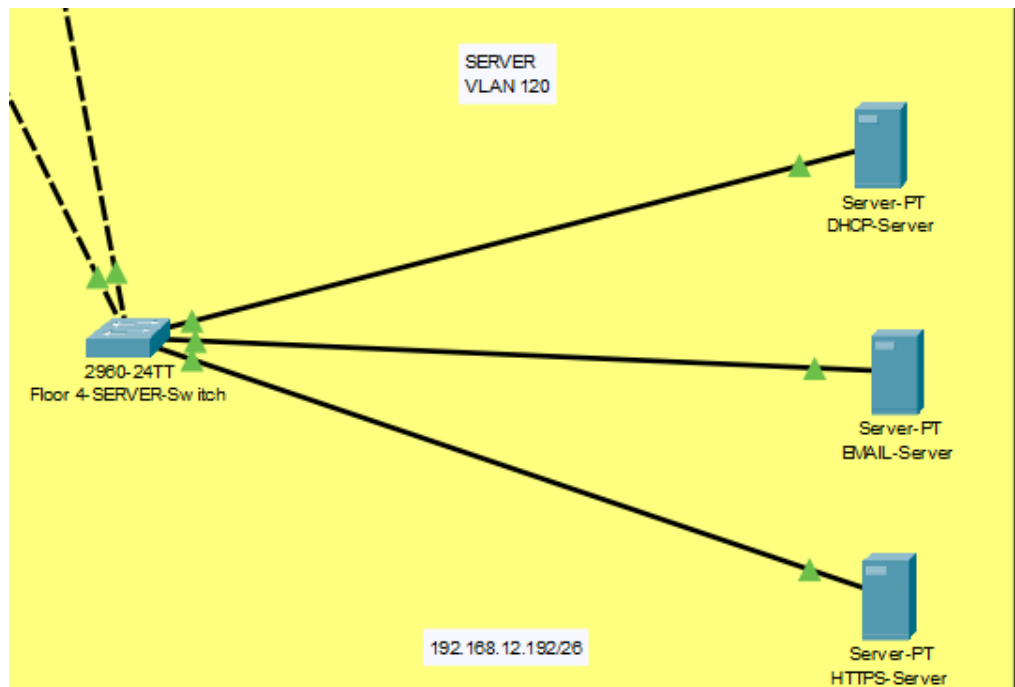 SERVER
VLAN 120
Server-PT
DHCP-Server
2960-24TT
Floor 4-SERVER-Switch
Server-PT
EMAIL-Server
192.168.12.192/26
Server-PT
HTTPS-Server